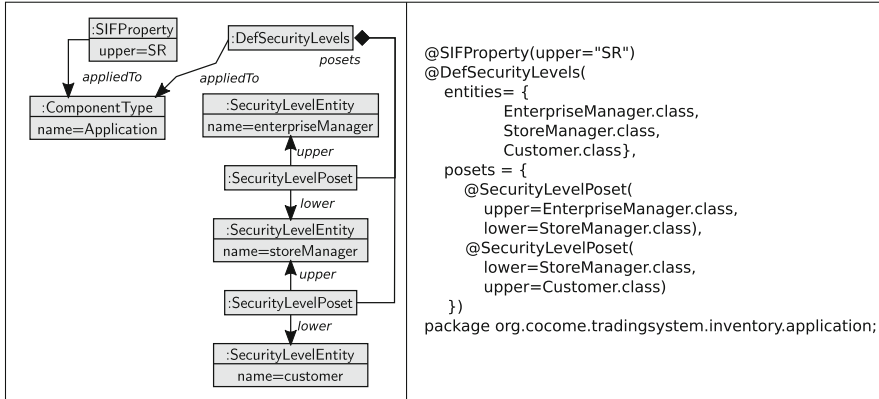 :SIFProperty
upper=SR
:DefSecurityLevels
posets
appliedTo
appliedTo
:ComponentType
name=Application
:SecurityLevelEntity
name=enterpriseManager
upper
:SecurityLevelPoset
lower
:SecurityLevelEntity
name=storeManager
upper
:SecurityLevelPoset
lower
:SecurityLevelEntity
name=customer
@SIFProperty(upper="SR")
@DefSecurityLevels(
entities= {
EnterpriseManager.class,
StoreManager.class,
Customer.class},
posets = {
@SecurityLevelPoset(
upper=EnterpriseManager.class,
lower=StoreManager.class),
@SecurityLevelPoset(
lower=StoreManager.class,
upper=Customer.class)
})
package org.cocome.tradingsystem.inventory.application;